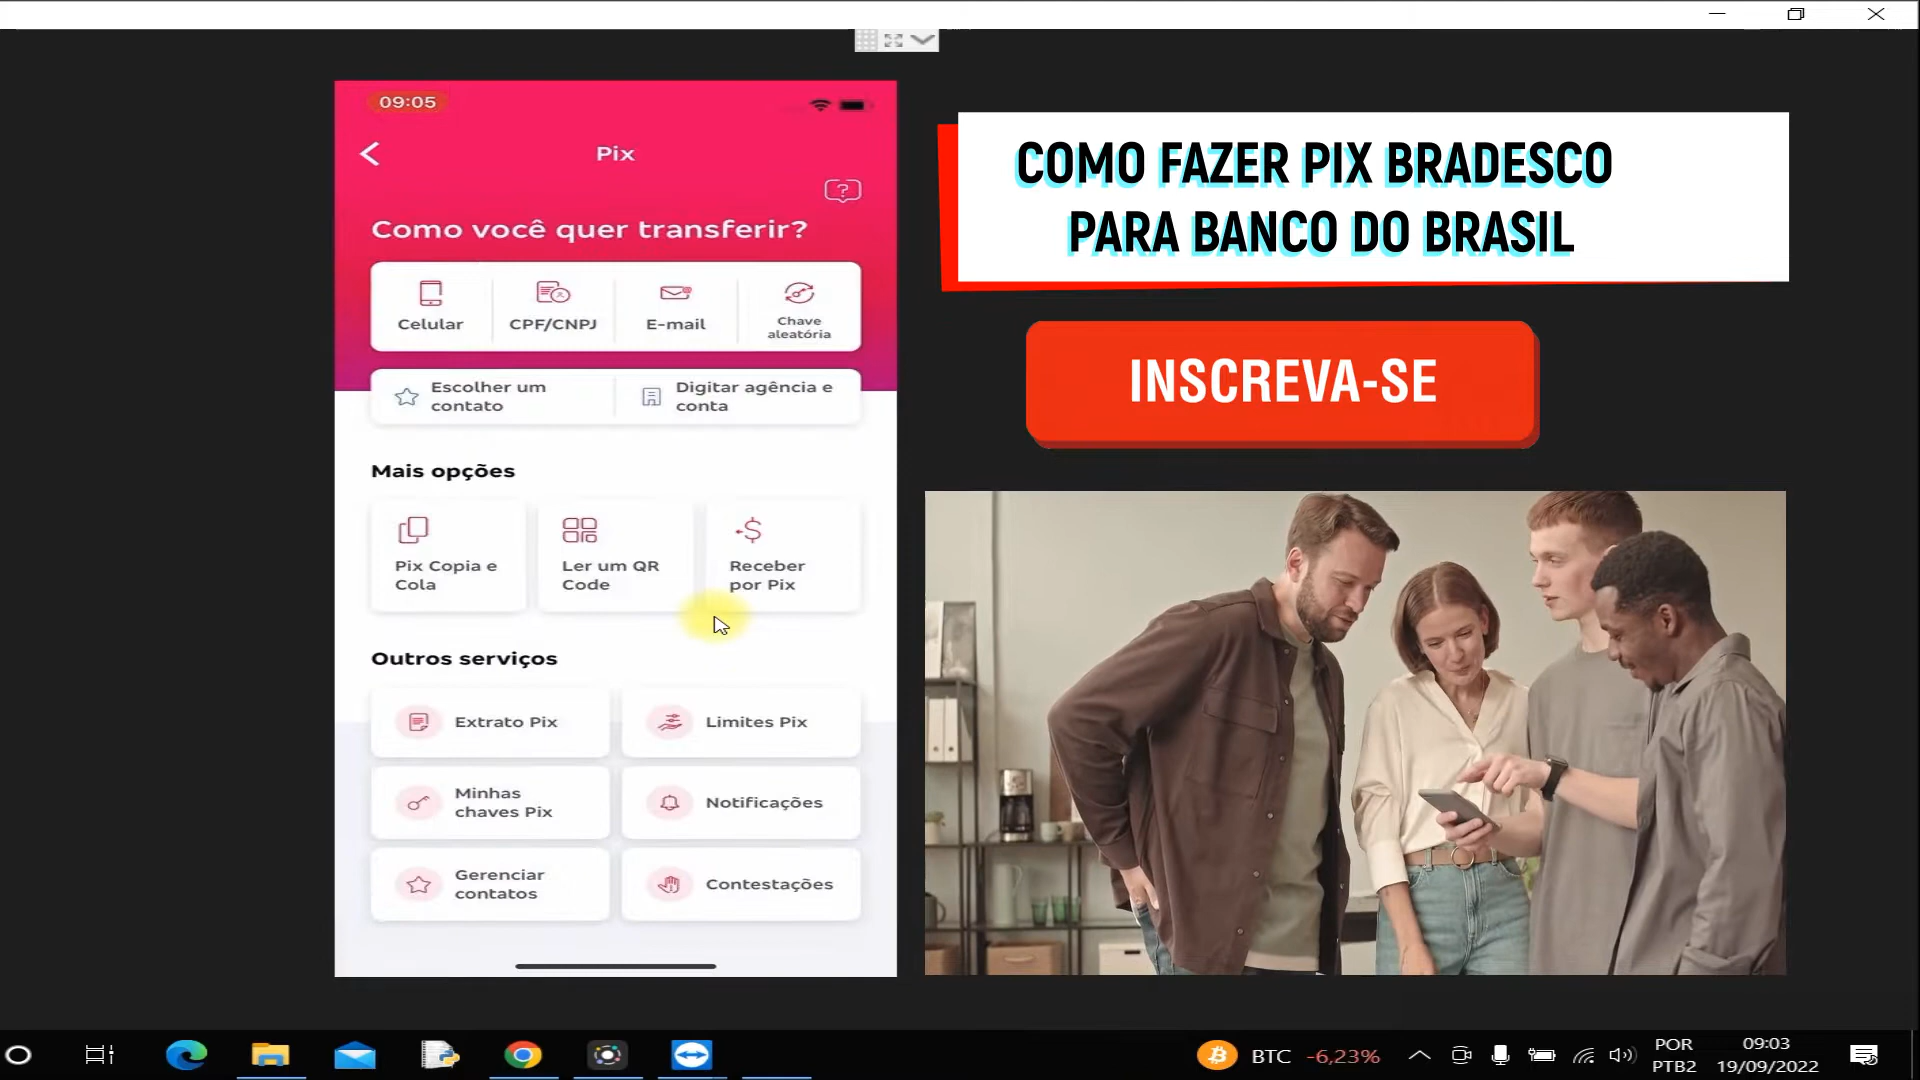 09:05
Pix
?
Como você quer transferir?
Celular
CPF/CNPJ
E-mail
Chave
aleatória
Escolher um
contato
Digitar agência e
conta
Mais opções
Pix Copia e
Cola
Ler um QR
Code
Receber
por Pix
Outros serviços
Extrato Pix
Limites Pix
Minhas
chaves Pix
Notificações
Gerenciar
contatos
Contestações
COMO FAZER PIX BRADESCO
PARA BANCO DO BRASIL
INSCREVA-SE
BTC -6,23%
POR
PTB2
09:03
19/09/2022